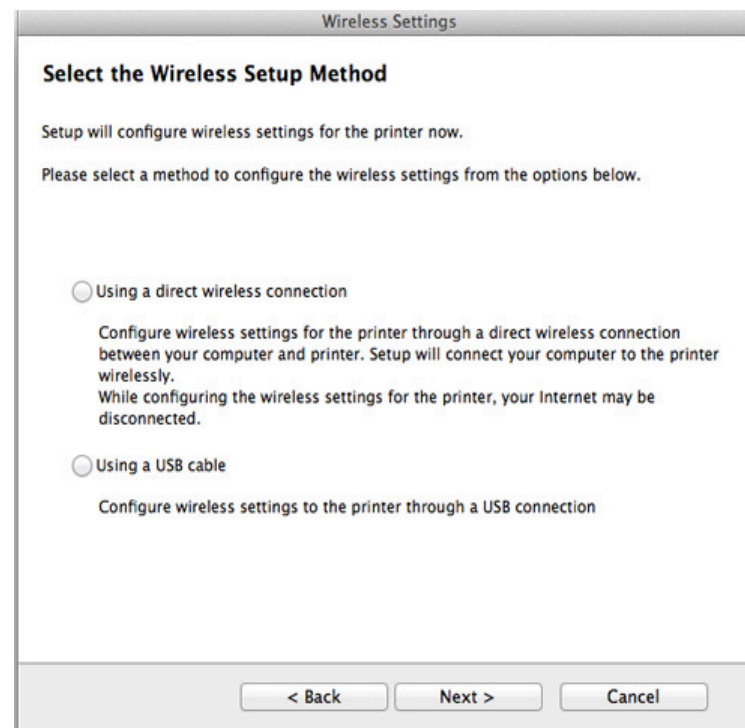 Wireless Settings
Select the Wireless Setup Method
Setup will configure wireless settings for the printer now.
Please select a method to configure the wireless settings from the options below.
Using a direct wireless connection
Configure wireless settings for the printer through a direct wireless connection
between your computer and printer. Setup will connect your computer to the printer
wirelessly.
While configuring the wireless settings for the printer, your Internet may be
disconnected.
Using a USB cable
Configure wireless settings to the printer through a USB connection
< Back Next > Cancel